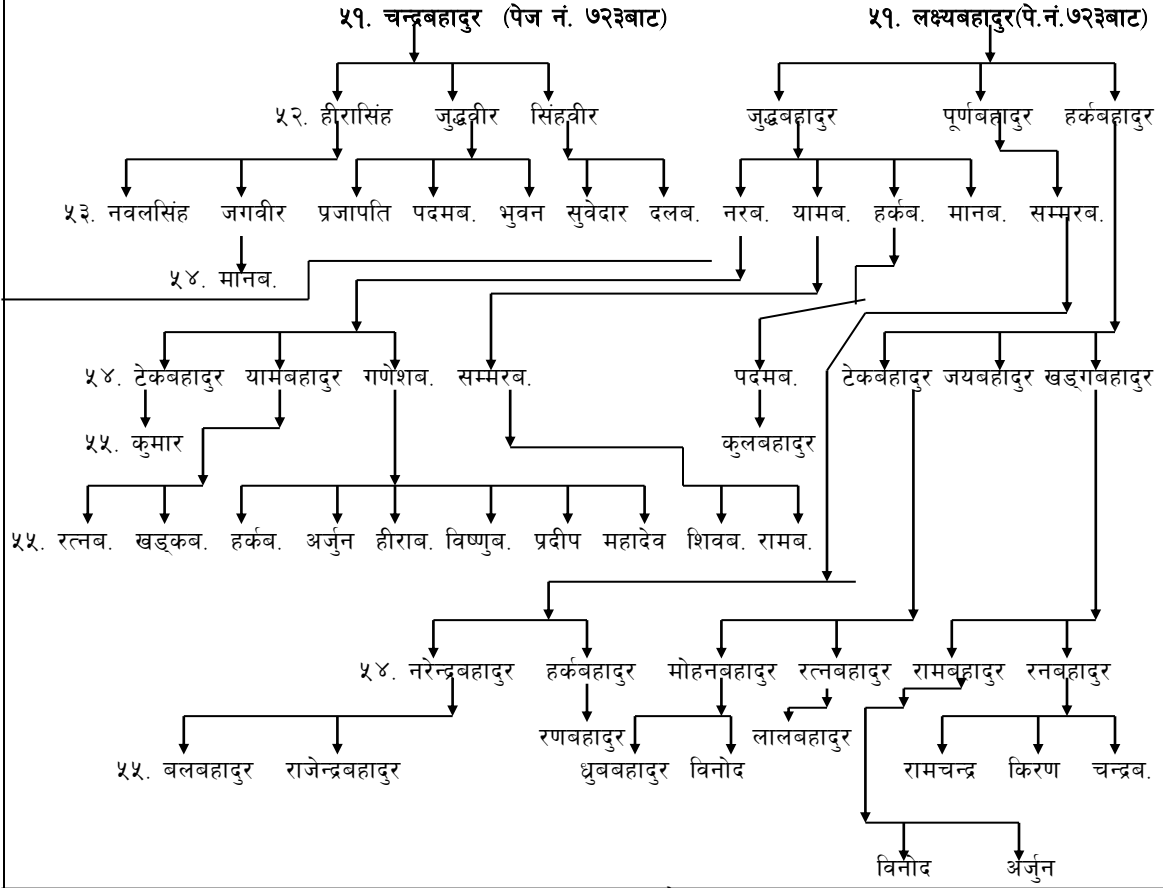 ५१. चन्द्रबहादुर (पेज नं. ७२३बाट) ५१. लक्ष्यबहादुर(पे.नं.७२३बाट)
५२. हीरासिंह जुद्धवीर सिंहवीर जुद्धबहादुर पूर्णबहादुर हर्कबहादुर
५३. नवलसिंह जगवीर प्रजापति पदमब. भुवन सुवेदार दलब. नरब. यामब. हर्कब. मानब. सम्मरब.
५४. मानब.
५४. टेकबहादुर यामबहादुर गणेशब. सम्मरब. पदमब. टेकबहादुर जयबहादुर खड्गबहादुर
५५. कुमार कुलबहादुर
५५. रत्नब. खड्कब. हर्कब. अर्जुन हीराब. विष्णुब. प्रदीप महादेव शिवब. रामब.
५४. नरेन्द्रबहादुर हर्कबहादुर मोहनबहादुर रत्नबहादुर रामबहादुर रनबहादुर
रणबहादुर लालबहादुर
५५. बलबहादुर राजेन्द्रबहादुर ध्रुबबहादुर विनोद रामचन्द्र किरण चन्द्रब.
विनोद अर्जुन